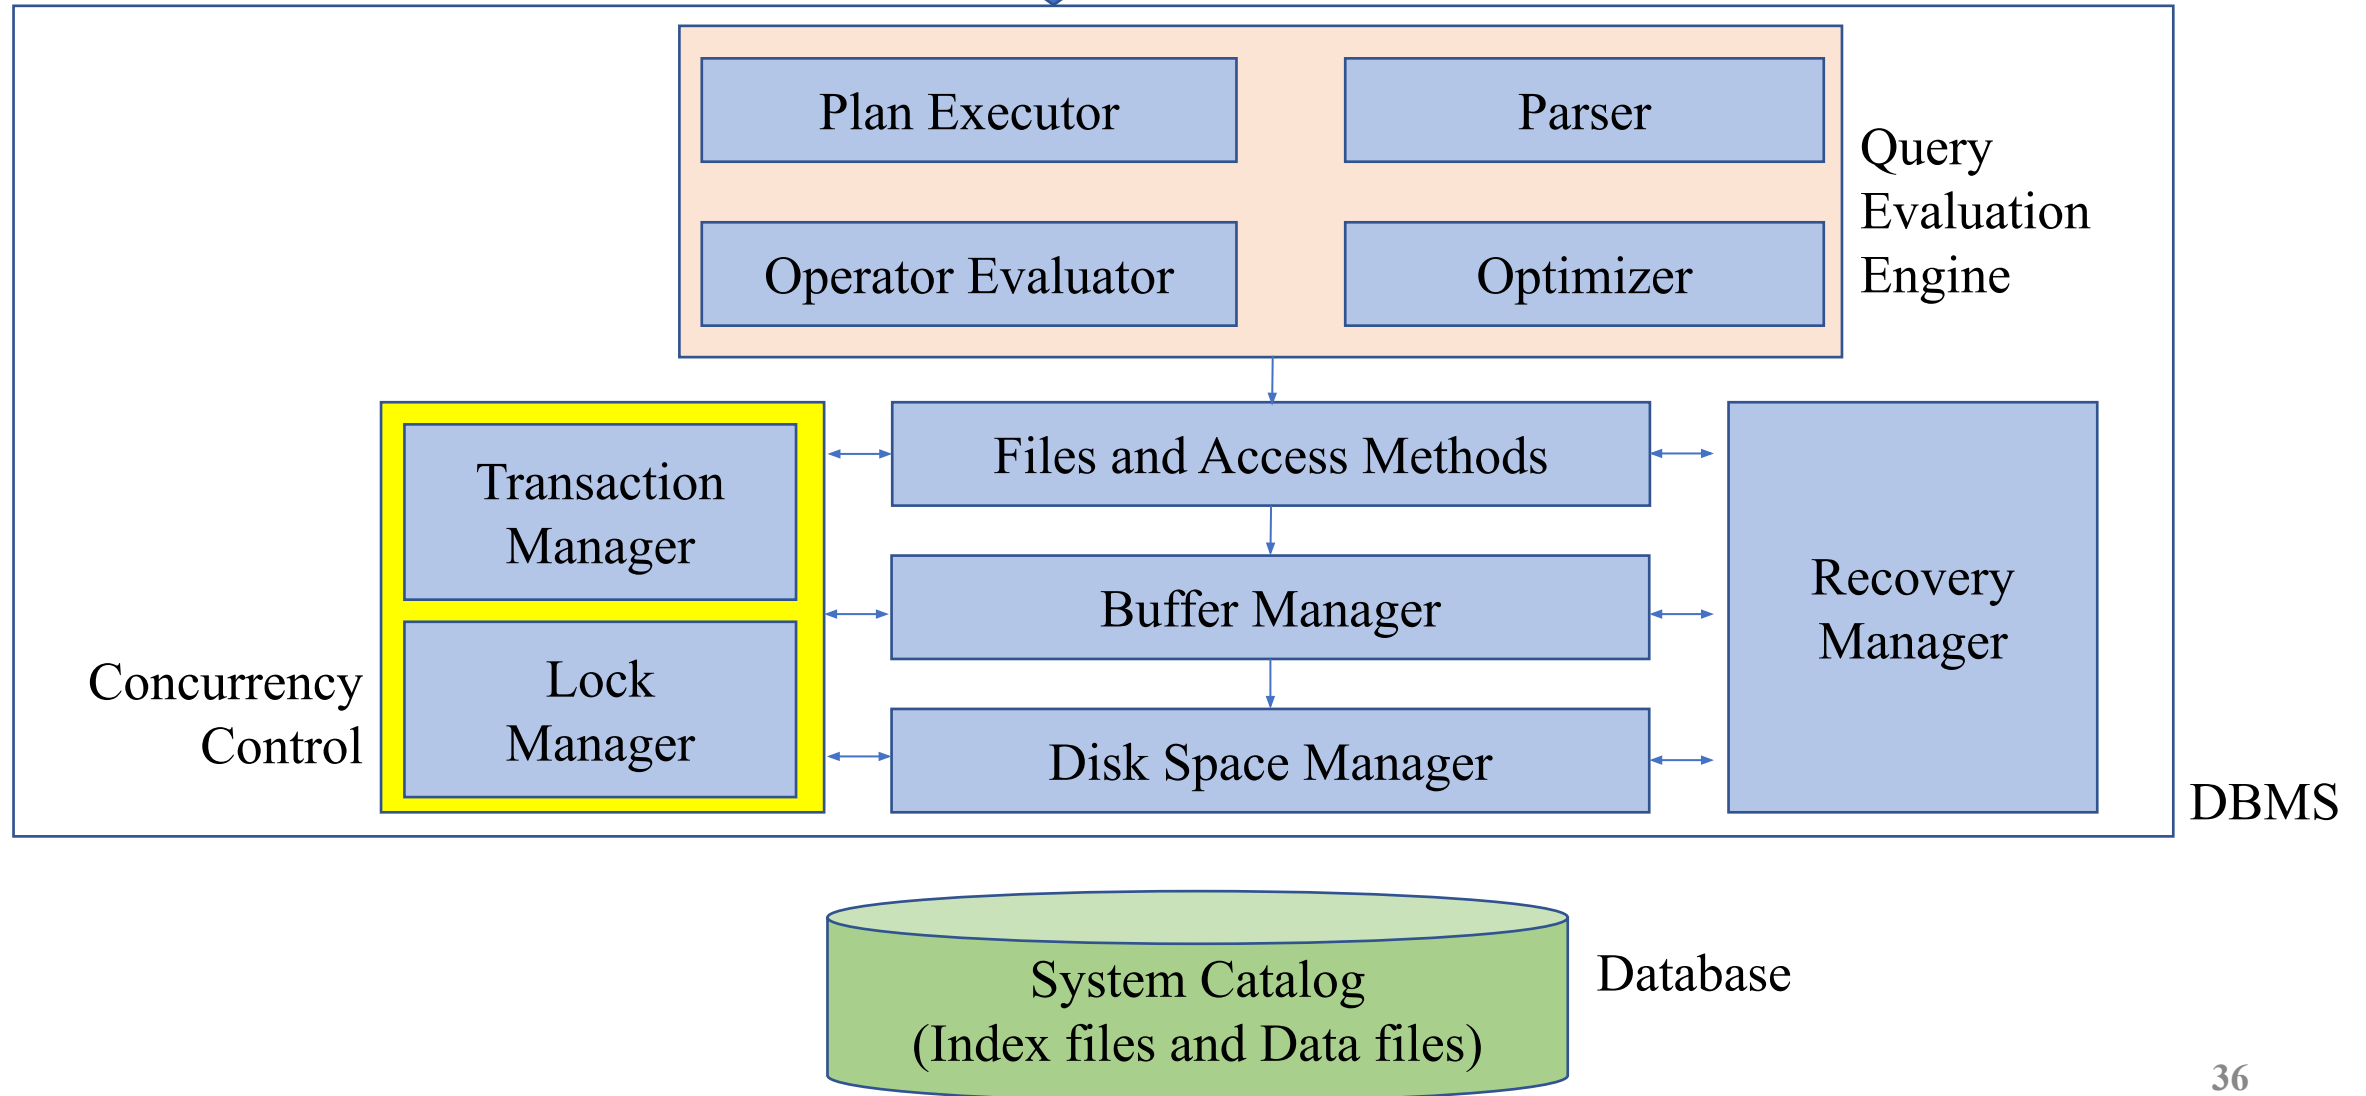 Plan Executor
Parser
Operator Evaluator
Optimizer
Query
Evaluation
Engine
Transaction
Manager
Lock
Manager
Concurrency
Control
Files and Access Methods
Buffer Manager
Disk Space Manager
Recovery
Manager
DBMS
System Catalog
(Index files and Data files)
Database
36